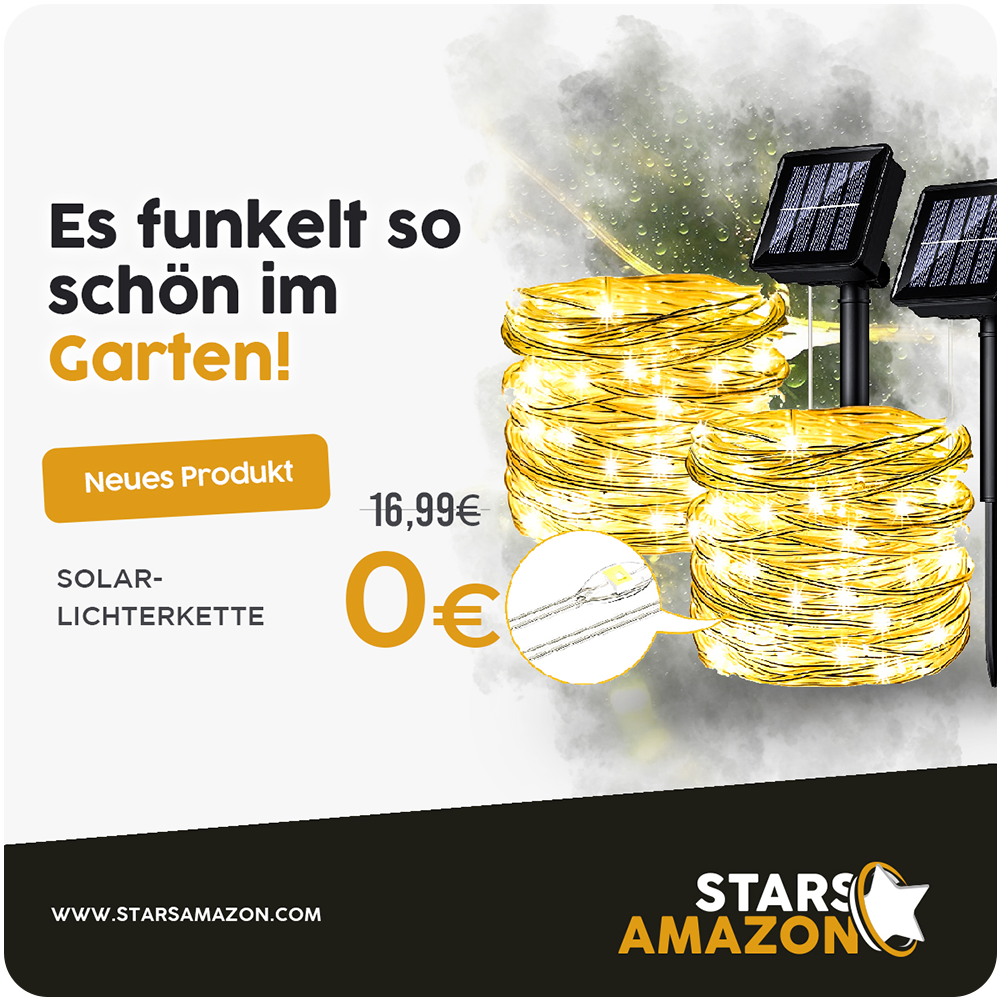 Es funkelt so
schön im
Garten!
Neues Produkt
16,99€
SOLAR-
LICHTERKETTE
0€
WWW.STARSAMAZON.COM
STARS
AMAZON